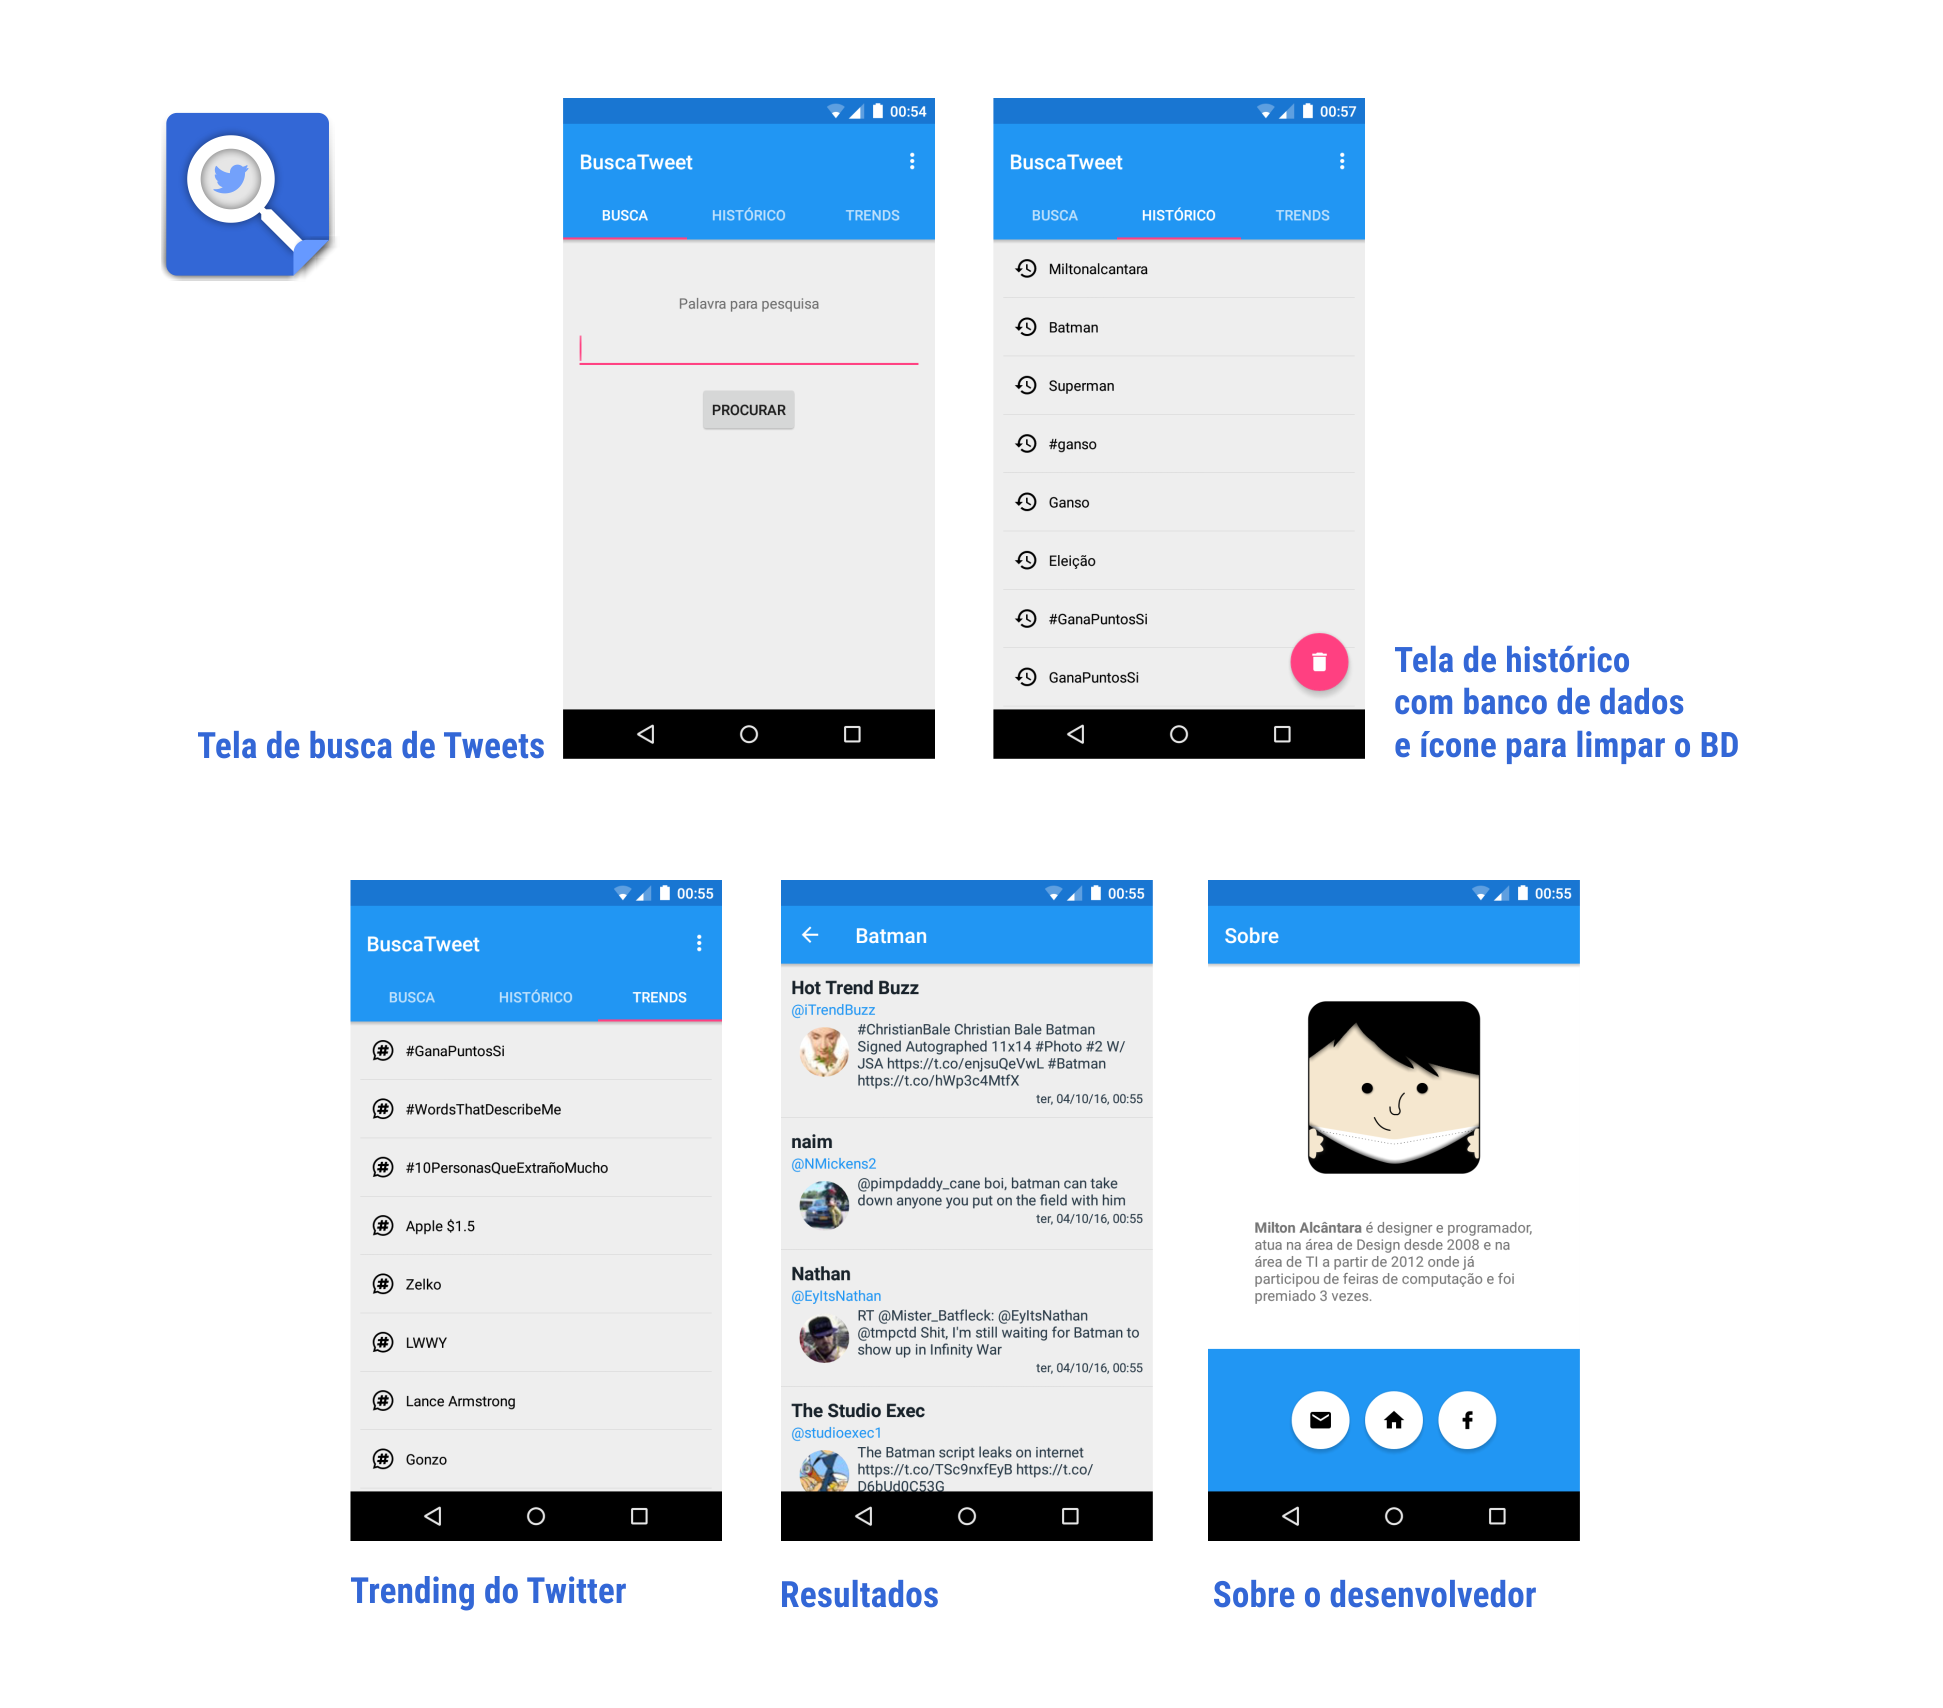 00:54
BuscaTweet
BUSCA HISTÓRICO TRENDS
Palavra para pesquisa
PROCURAR
Tela de busca de Tweets
00:57
BuscaTweet
BUSCA HISTÓRICO TRENDS
Miltonalcantara
Batman
Superman
#ganso
Ganso
Eleição
#GanaPuntosSi
GanaPuntosSi
Tela de histórico
com banco de dados
e ícone para limpar o BD
00:55
BuscaTweet
BUSCA HISTÓRICO TRENDS
#GanaPuntosSi
#WordsThatDescribeMe
#10PersonasQueExtrañoMucho
Apple $1.5
Zelko
LWWY
Lance Armstrong
Gonzo
Trending do Twitter
00:55
Batman
Hot Trend Buzz
@iTrendBuzz
#ChristianBale Christian Bale Batman
Signed Autographed 11x14 #Photo #2 W/
JSA https://t.co/enjsuQeVwL #Batman
https://t.co/hWp3c4MtfX
ter, 04/10/16, 00:55
naim
@NMickens2
@pimpdaddy_cane boi, batman can take
down anyone you put on the field with him
ter, 04/10/16, 00:55
Nathan
@EyItsNathan
RT @Mister_Batfleck: @EyItsNathan
@tmpctd Shit, I'm still waiting for Batman to
show up in Infinity War
ter, 04/10/16, 00:55
The Studio Exec
@studioexec1
The Batman script leaks on internet
https://t.co/TSc9nxfEyB https://t.co/
D6bUd0C53G
Resultados
00:55
Sobre
Milton Alcântara é designer e programador,
atua na área de Design desde 2008 e na
área de TI a partir de 2012 onde já
participou de feiras de computação e foi
premiado 3 vezes.
Sobre o desenvolvedor